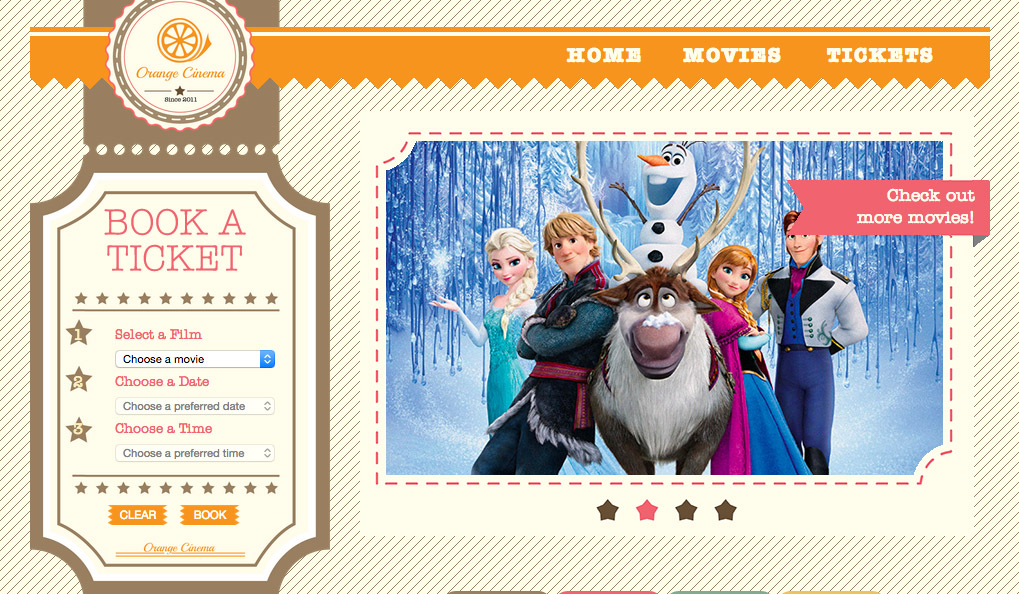 Orange Cinema
Since 2011
HOME MOVIES TICKETS
BOOK A
TICKET
1 Select a Film
Choose a movie
2 Choose a Date
Choose a preferred date
3 Choose a Time
Choose a preferred time
CLEAR BOOK
Orange Cinema
Check out
more movies!